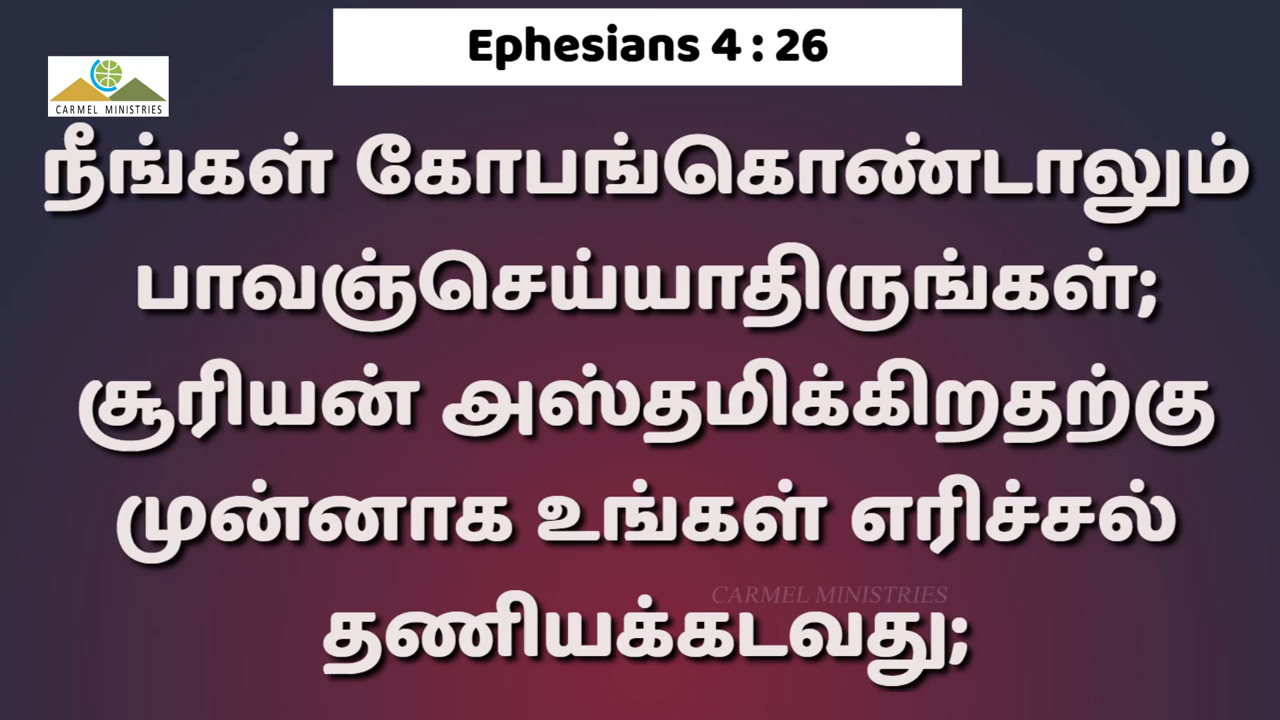 Ephesians 4 : 26
CARMEL MINISTRIES
நீங்கள் கோபங்கொண்டாலும்
பாவஞ்செய்யாதிருங்கள்;
சூரியன் அஸ்தமிக்கிறதற்கு
முன்னாக உங்கள் எரிச்சல்
CARMEL MINISTRIES
தணியக்கடவது;